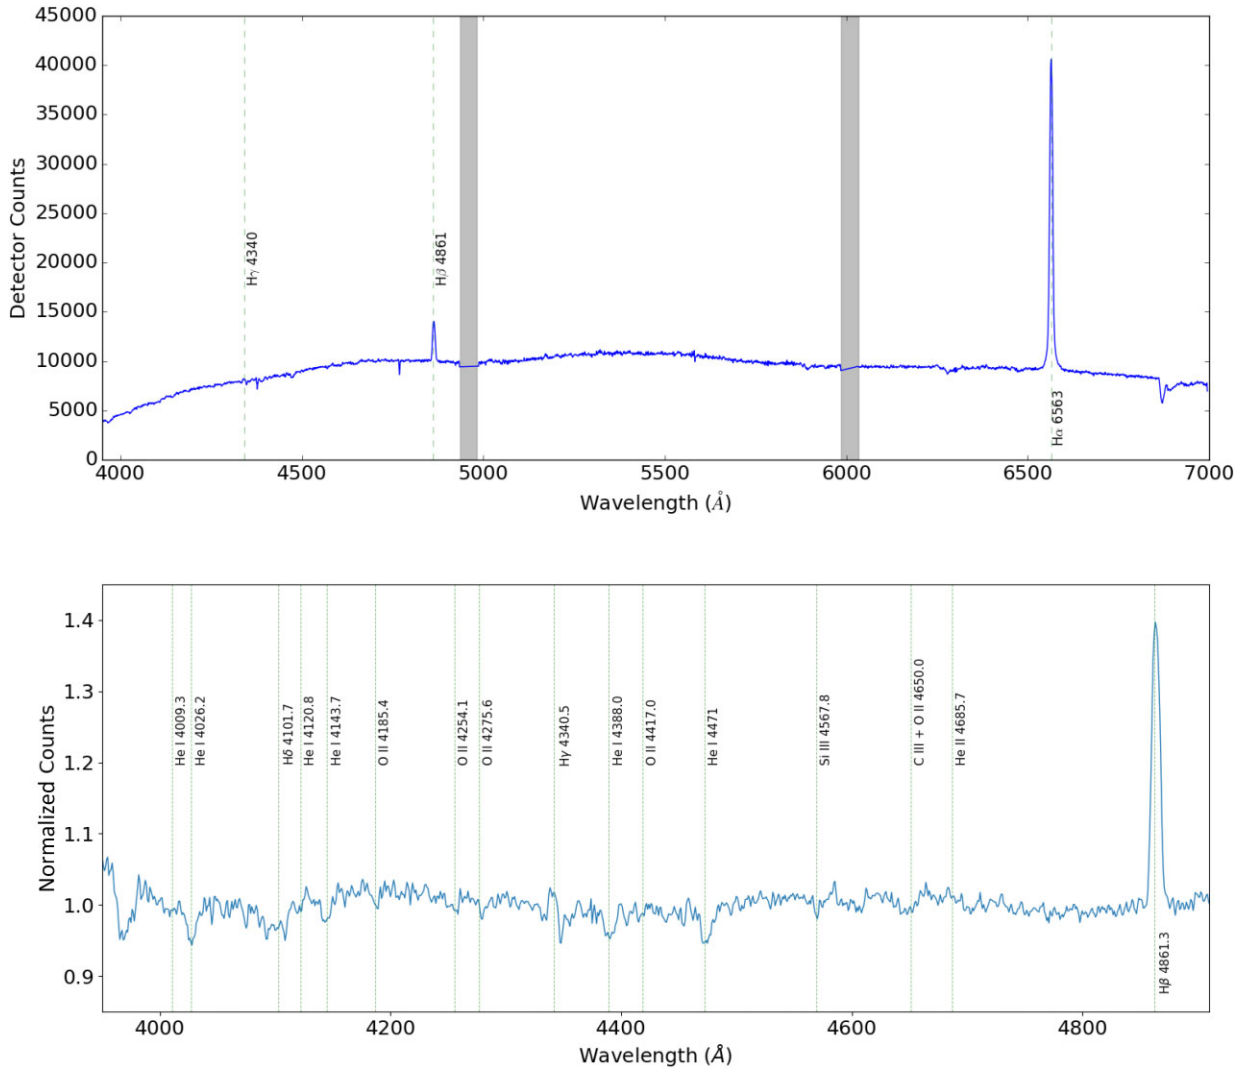 45000
40000
35000
30000
25000
20000
15000
10000
5000
0
Detector Counts
Hγ 4340
Hβ 4861
Hα 6563
4000 4500 5000 5500 6000 6500 7000
Wavelength (Å)
1.4
1.3
1.2
1.1
1.0
0.9
Normalized Counts
He I 4009.3
He I 4026.2
Hδ 4101.7
He I 4120.8
He I 4143.7
O II 4185.4
O II 4254.1
O II 4275.6
Hγ 4340.5
He I 4388.0
O II 4417.0
He I 4471
Si III 4567.8
C III + O II 4650.0
He II 4685.7
Hβ 4861.3
4000 4200 4400 4600 4800
Wavelength (Å)